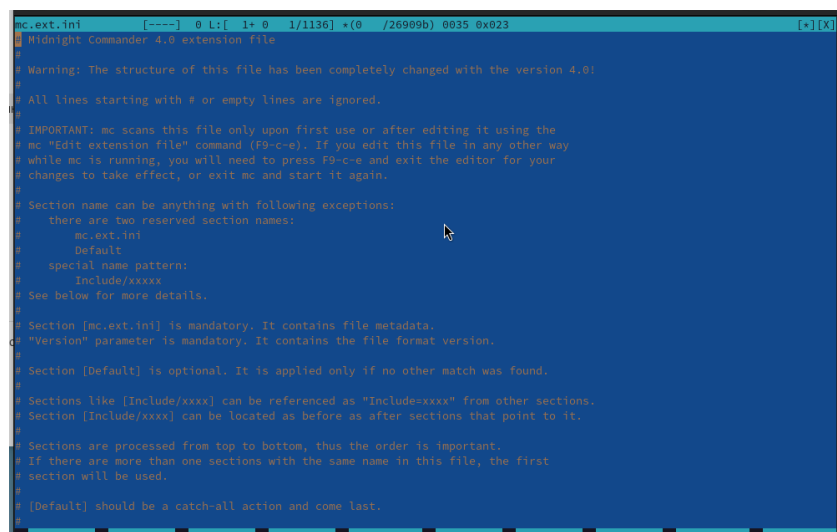 mc.ext.ini [----] 0 L:[ 1+ 0 1/1136] *(0 /26909b) 0035 0x023 [*][X]
# Midnight Commander 4.0 extension file
#
# Warning: The structure of this file has been completely changed with the version 4.0!
#
# All lines starting with # or empty lines are ignored.
#
# IMPORTANT: mc scans this file only upon first use or after editing it using the
# mc "Edit extension file" command (F9-c-e). If you edit this file in any other way
# while mc is running, you will need to press F9-c-e and exit the editor for your
# changes to take effect, or exit mc and start it again.
#
# Section name can be anything with following exceptions:
#    there are two reserved section names:
#        mc.ext.ini
#        Default
#    special name pattern:
#        Include/xxxxx
# See below for more details.
#
# Section [mc.ext.ini] is mandatory. It contains file metadata.
# "Version" parameter is mandatory. It contains the file format version.
#
# Section [Default] is optional. It is applied only if no other match was found.
#
# Sections like [Include/xxxx] can be referenced as "Include=xxxx" from other sections.
# Section [Include/xxxx] can be located as before as after sections that point to it.
#
# Sections are processed from top to bottom, thus the order is important.
# If there are more than one sections with the same name in this file, the first
# section will be used.
#
# [Default] should be a catch-all action and come last.
#